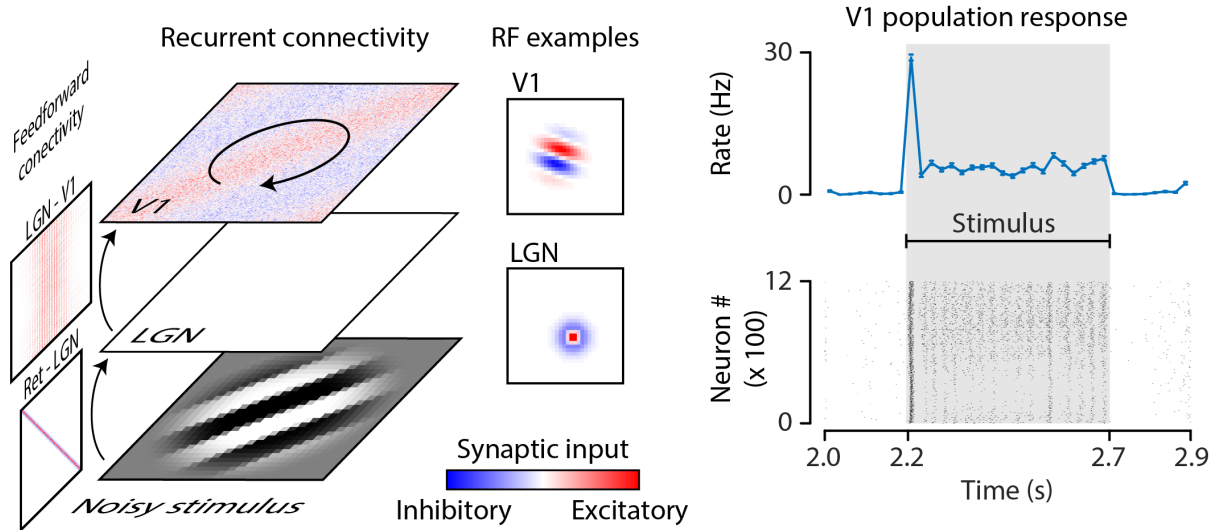 Recurrent connectivity
RF examples
V1 population response
Feedforward
conectivity
LGN - V1
Ret - LGN
V1
LGN
Noisy stimulus
V1
LGN
Synaptic input
Inhibitory
Excitatory
30
Rate (Hz)
0
Stimulus
12
Neuron #
(x 100)
0
2.0
2.2
2.7
2.9
Time (s)